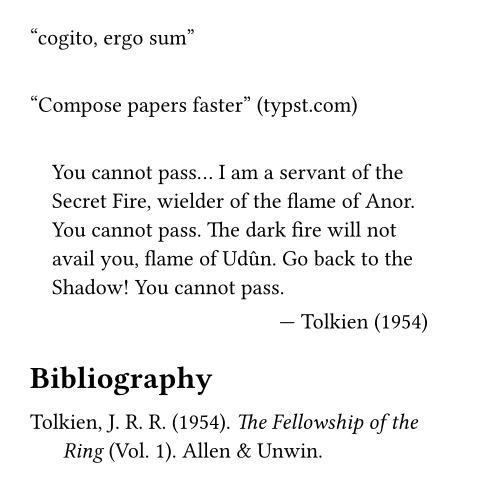 “cogito, ergo sum”
“Compose papers faster” (typst.com)
You cannot pass… I am a servant of the
Secret Fire, wielder of the flame of Anor.
You cannot pass. The dark fire will not
avail you, flame of Udûn. Go back to the
Shadow! You cannot pass.
— Tolkien (1954)
Bibliography
Tolkien, J. R. R. (1954). The Fellowship of the
Ring (Vol. 1). Allen & Unwin.